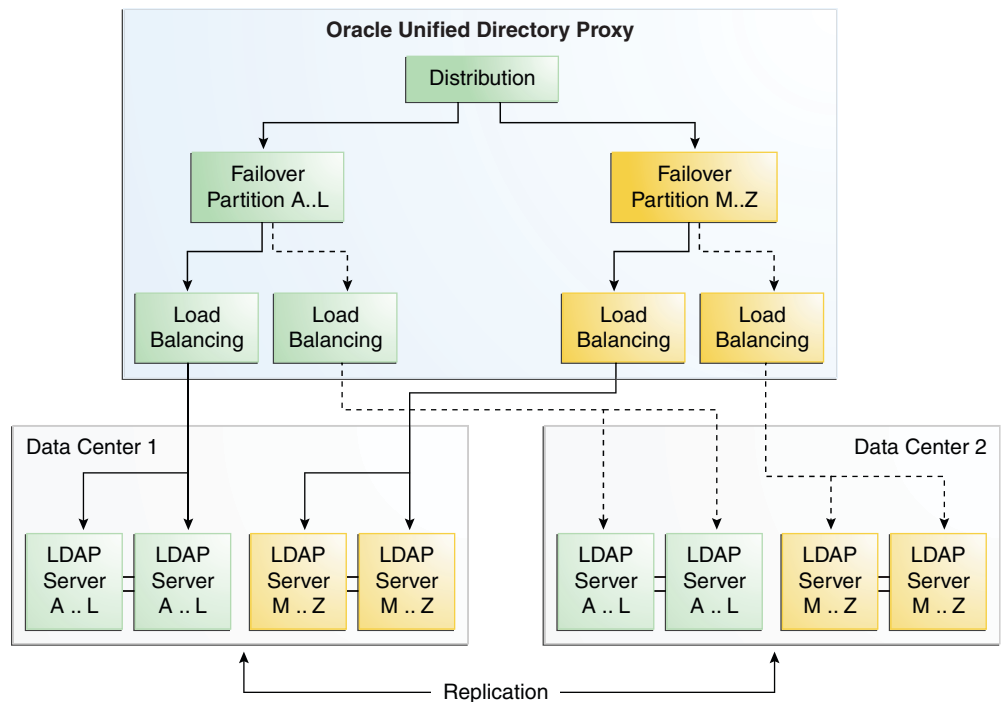 Oracle Unified Directory Proxy
Distribution
Failover
Partition A..L
Failover
Partition M..Z
Load
Balancing
Load
Balancing
Load
Balancing
Load
Balancing
Data Center 1
LDAP
Server
A .. L
LDAP
Server
A .. L
LDAP
Server
M .. Z
LDAP
Server
M .. Z
Data Center 2
LDAP
Server
A .. L
LDAP
Server
A .. L
LDAP
Server
M .. Z
LDAP
Server
M .. Z
Replication